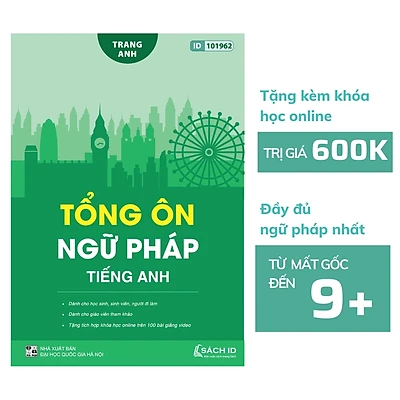 TRANG
ANH
ID 101962
TỔNG ÔN
NGỮ PHÁP
TIẾNG ANH
- Dành cho học sinh, sinh viên, người đi làm
- Dành cho giáo viên tham khảo
- Tặng tích hợp khóa học online trên 100 bài giảng video
NHÀ XUẤT BẢN
ĐẠI HỌC QUỐC GIA HÀ NỘI
SÁCH ID
Tặng kèm khóa
học online
TRỊ GIÁ 600K
Đầy đủ
ngữ pháp nhất
TỪ MẤT GỐC
ĐẾN 9+